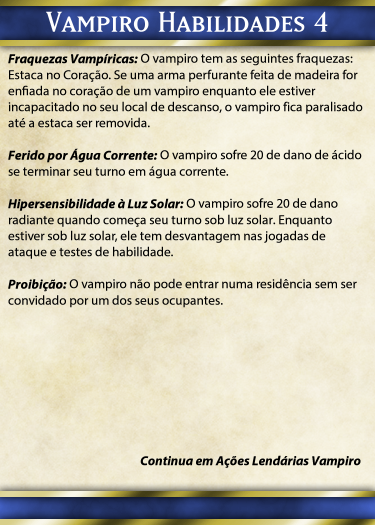 Vampiro Habilidades 4
Fraquezas Vampíricas: O vampiro tem as seguintes fraquezas:
Estaca no Coração. Se uma arma perfurante feita de madeira for
enfiada no coração de um vampiro enquanto ele estiver
incapacitado no seu local de descanso, o vampiro fica paralisado
até a estaca ser removida.
Ferido por Água Corrente: O vampiro sofre 20 de dano de ácido
se terminar seu turno em água corrente.
Hipersensibilidade à Luz Solar: O vampiro sofre 20 de dano
radiante quando começa seu turno sob luz solar. Enquanto
estiver sob luz solar, ele tem desvantagem nas jogadas de
ataque e testes de habilidade.
Proibição: O vampiro não pode entrar numa residência sem ser
convidado por um dos seus ocupantes.
Continua em Ações Lendárias Vampiro